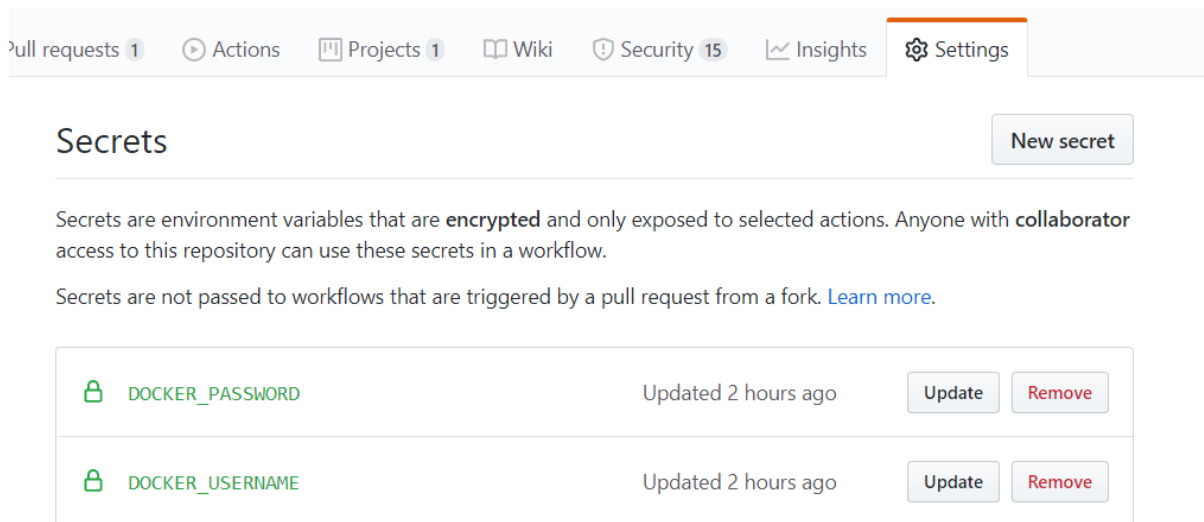 Pull requests 1 Actions Projects 1 Wiki Security 15 Insights Settings
Secrets New secret
Secrets are environment variables that are encrypted and only exposed to selected actions. Anyone with collaborator
access to this repository can use these secrets in a workflow.
Secrets are not passed to workflows that are triggered by a pull request from a fork. Learn more.
DOCKER_PASSWORD Updated 2 hours ago Update Remove
DOCKER_USERNAME Updated 2 hours ago Update Remove